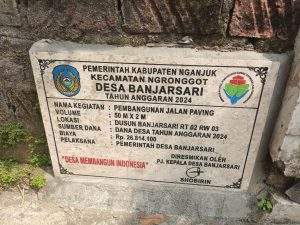 PEMERINTAH KABUPATEN NGANJUK
KECAMATAN NGRONGGOT
DESA BANJARSARI
TAHUN ANGGARAN 2024
NAMA KEGIATAN : PEMBANGUNAN JALAN PAVING
VOLUME : 50 M X 2 M
LOKASI : DUSUN BANJARSARI RT 02 RW 03
SUMBER DANA : DANA DESA TAHUN ANGGARAN 2024
BIAYA : Rp. 26.814.100
PELAKSANA : PEMERINTAH DESA BANJARSARI
"DESA MEMBANGUN INDONESIA"
DIRESMIKAN OLEH
PJ. KEPALA DESA BANJARSARI
SHOBIRIN